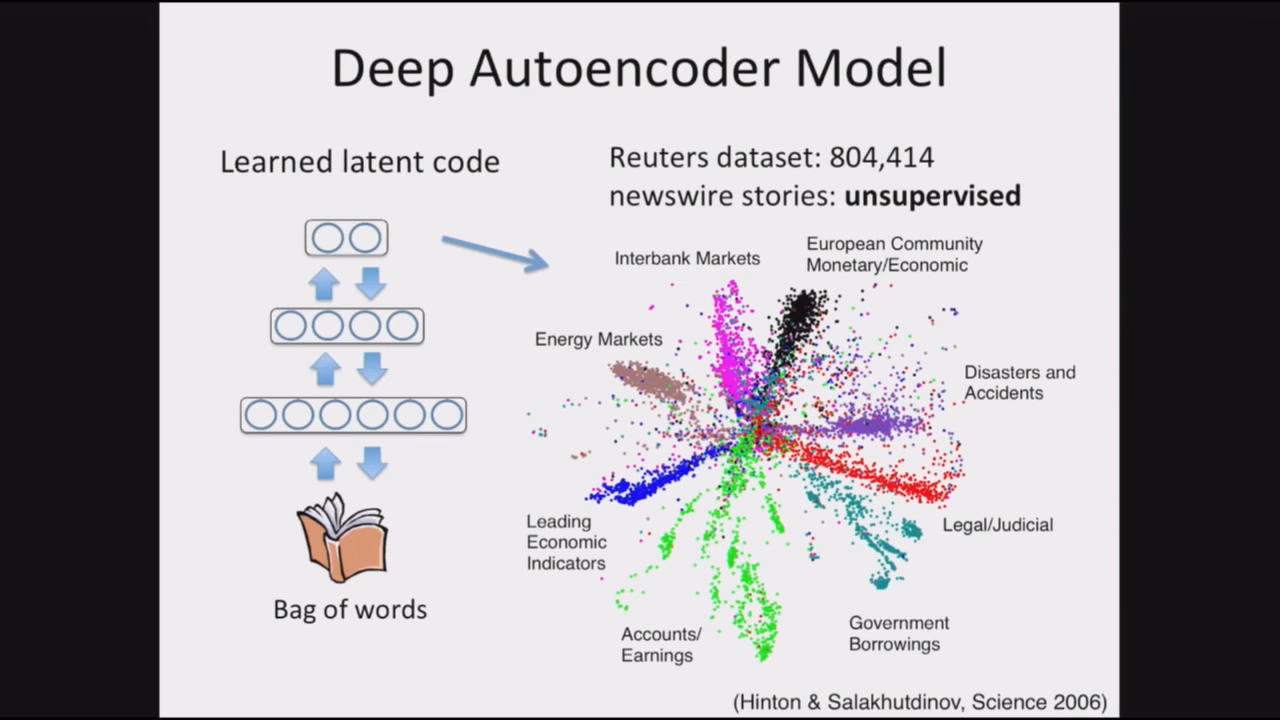 Deep Autoencoder Model
Learned latent code
Reuters dataset: 804,414
newswire stories: unsupervised
Interbank Markets
European Community
Monetary/Economic
Energy Markets
Disasters and
Accidents
Leading
Economic
Indicators
Legal/Judicial
Bag of words
Accounts/
Earnings
Government
Borrowings
(Hinton & Salakhutdinov, Science 2006)